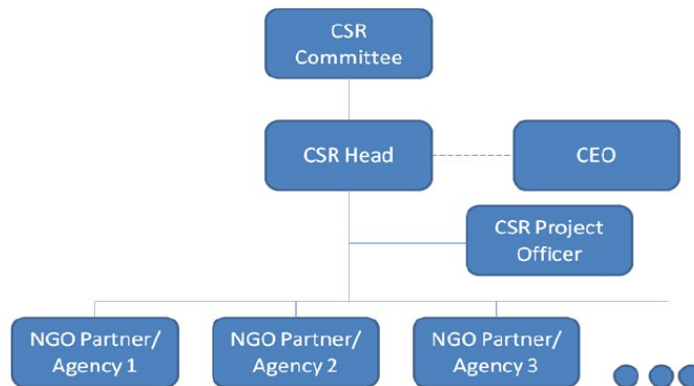 CSR
Committee
CSR Head
CEO
CSR Project
Officer
NGO Partner/
Agency 1
NGO Partner/
Agency 2
NGO Partner/
Agency 3